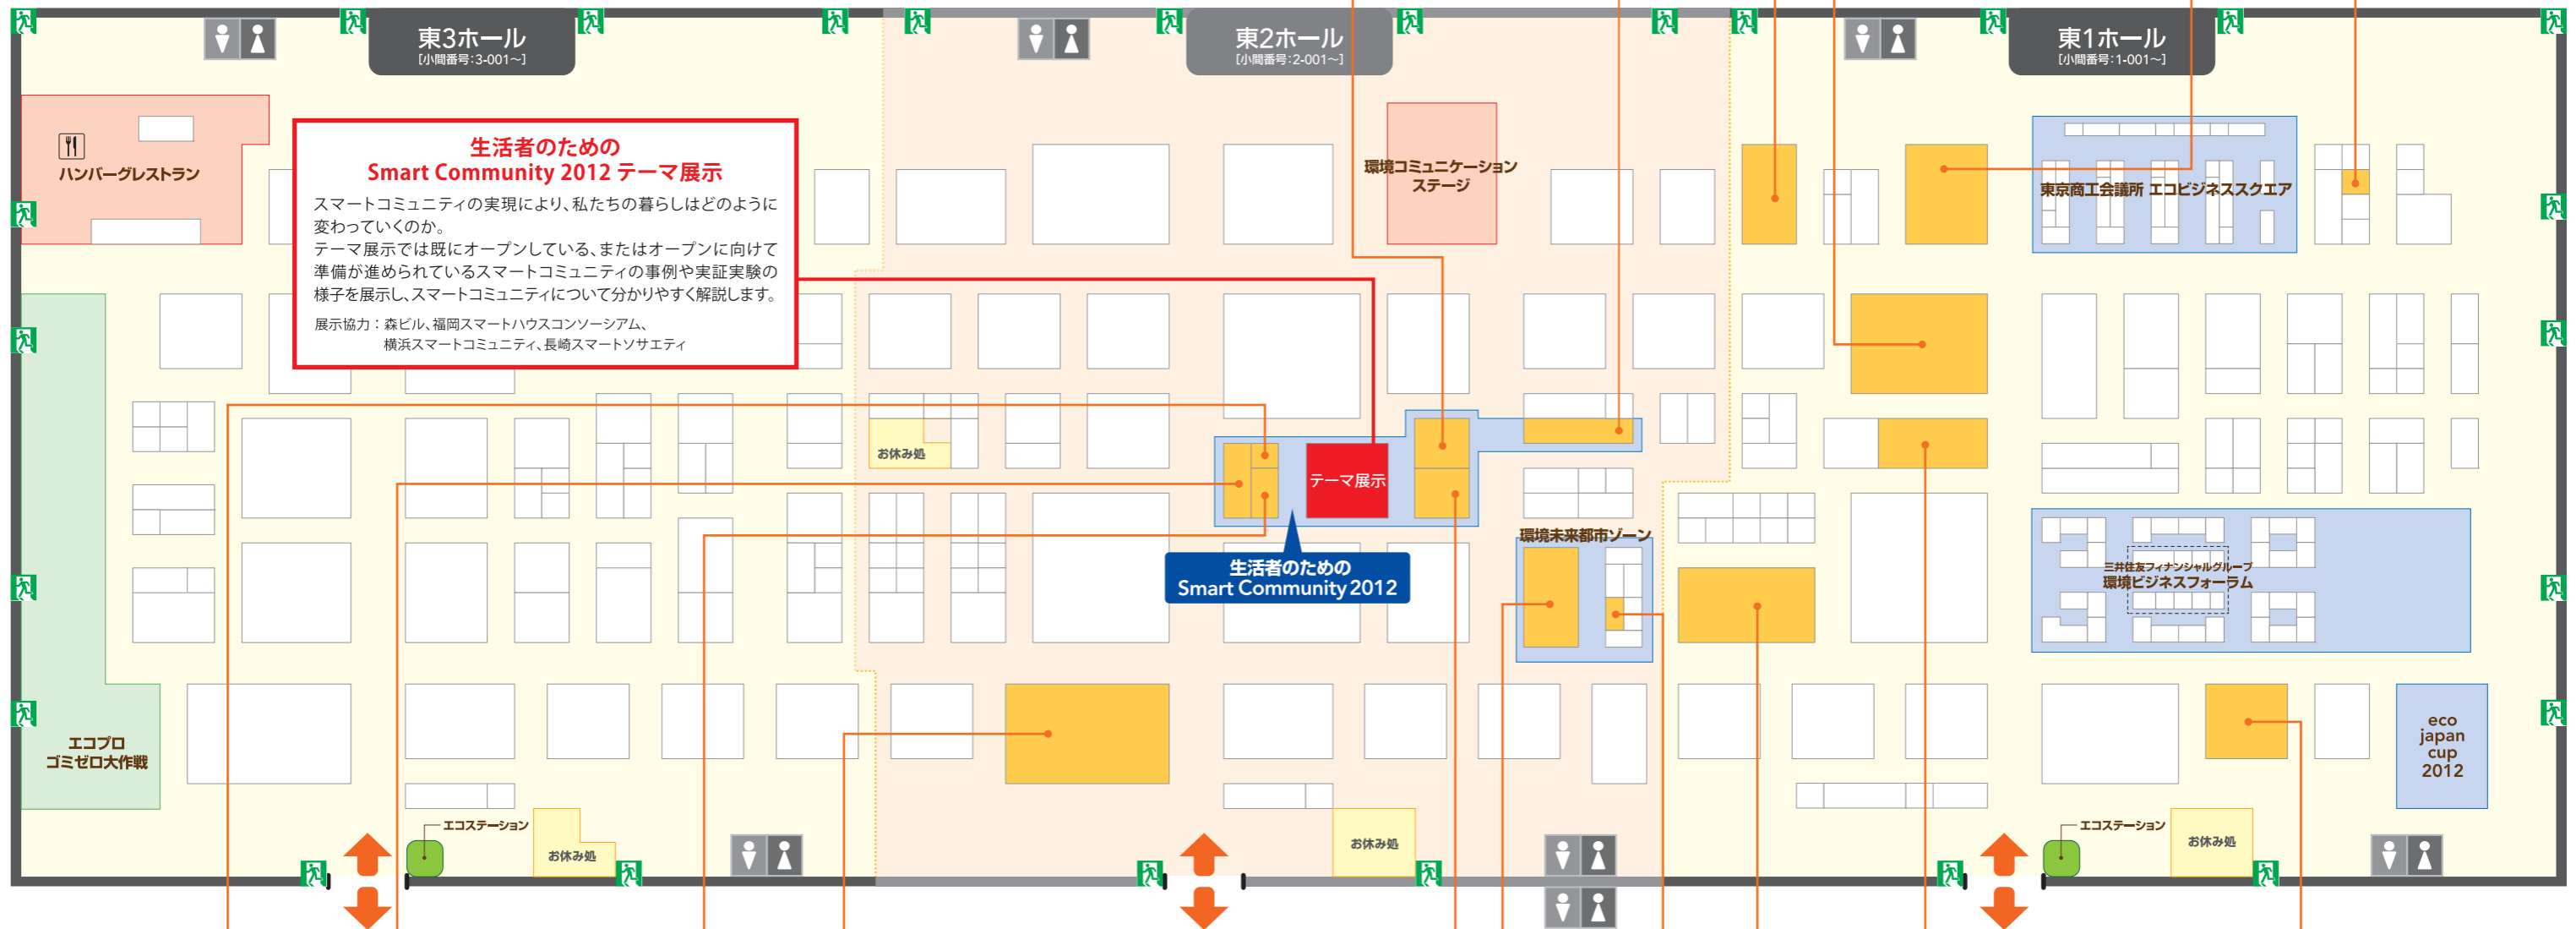 東3ホール
[小間番号:3-001~]
東2ホール
[小間番号:2-001~]
東1ホール
[小間番号:1-001~]
ハンバーグレストラン
生活者のための
Smart Community 2012 テーマ展示
スマートコミュニティの実現により、私たちの暮らしはどのように
変わっていくのか。
テーマ展示では既にオープンしている、またはオープンに向けて
準備が進められているスマートコミュニティの事例や実証実験の
様子を展示し、スマートコミュニティについて分かりやすく解説します。
展示協力:森ビル、福岡スマートハウスコンソーシアム、
横浜スマートコミュニティ、長崎スマートソサエティ
環境コミュニケーション
ステージ
東京商工会議所 エコビジネススクエア
お休み処
テーマ展示
生活者のための
Smart Community 2012
環境未来都市ゾーン
三井住友フィナンシャルグループ
環境ビジネスフォーラム
エコプロ
ゴミゼロ大作戦
eco
japan
cup
2012
エコステーション
お休み処
お休み処
エコステーション
お休み処